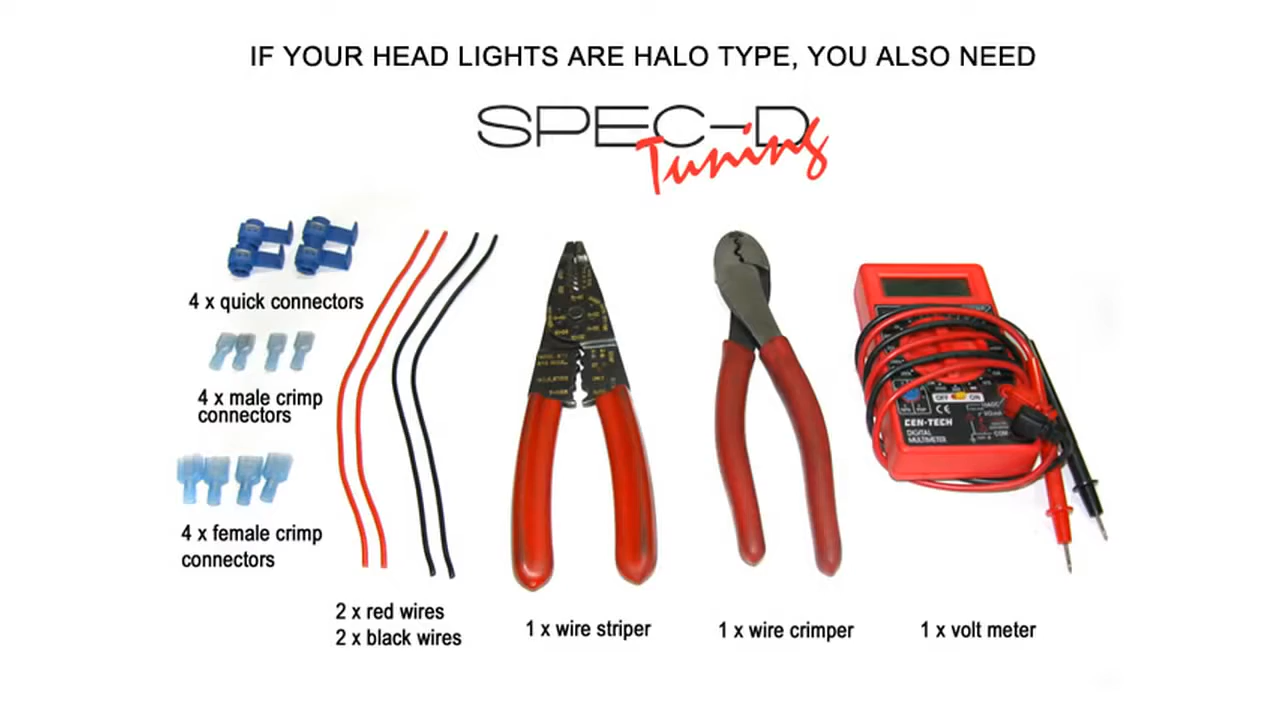 IF YOUR HEAD LIGHTS ARE HALO TYPE, YOU ALSO NEED
SPEC-D
Tuning
4 x quick connectors
4 x male crimp
connectors
4 x female crimp
connectors
2 x red wires
2 x black wires
1 x wire striper
1 x wire crimper
1 x volt meter
OFF
ON
CE
CEN-TECH
DIGITAL
MULTIMETER
COM